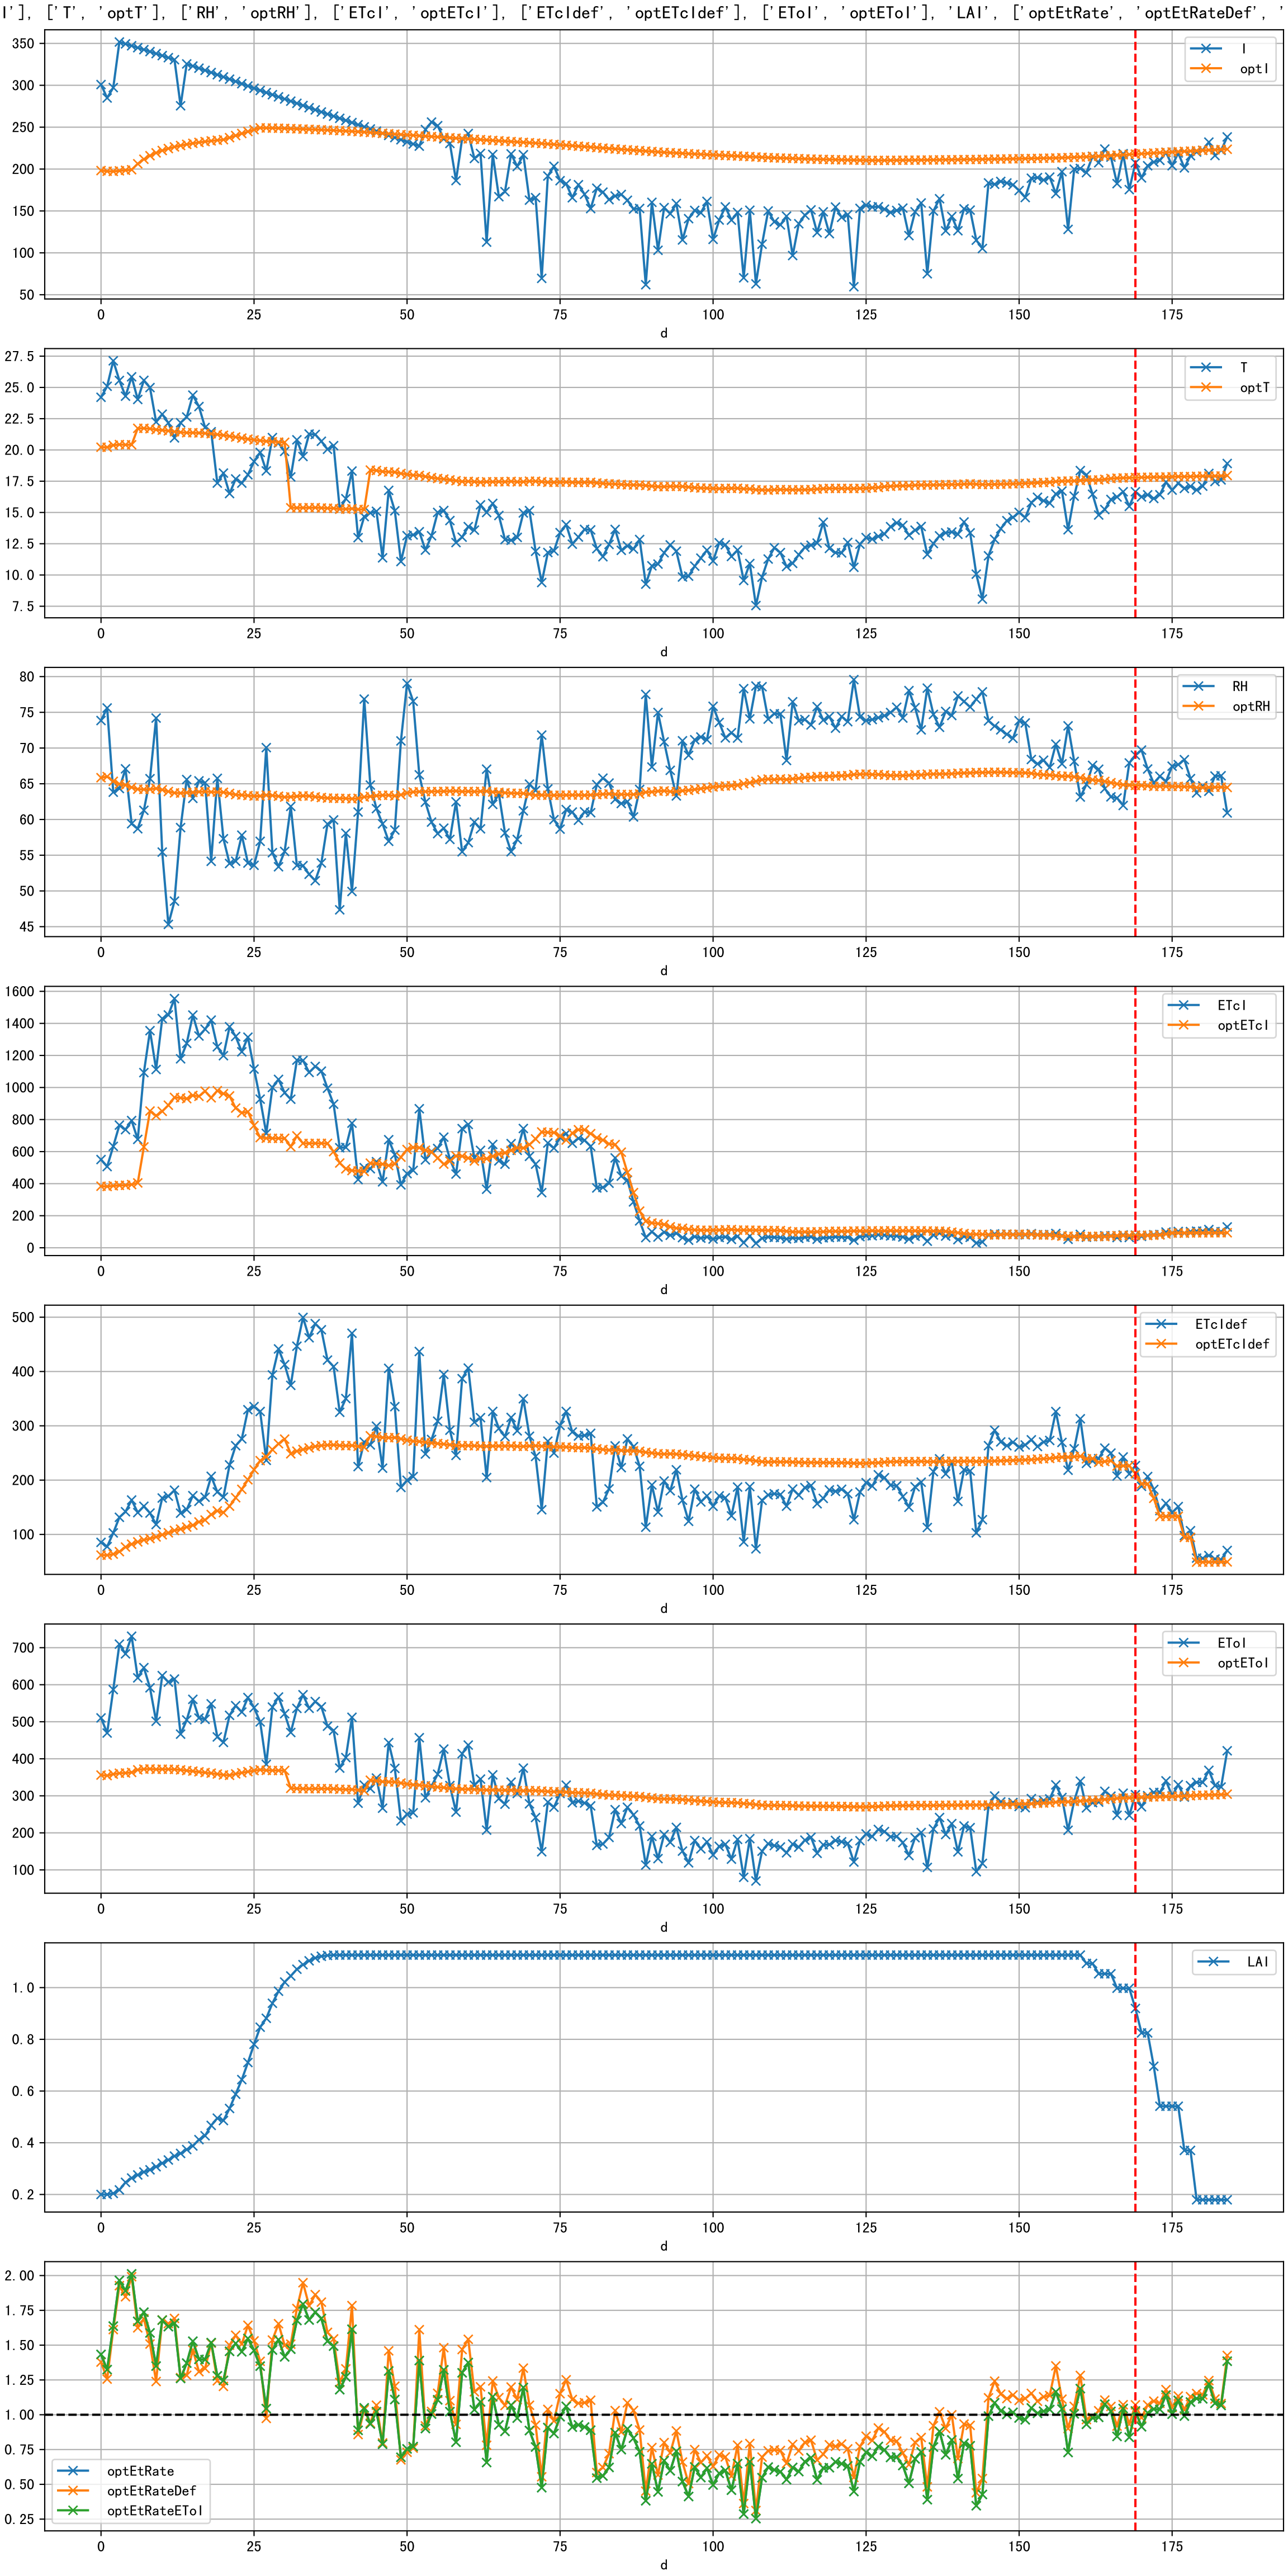 I'], ['T', 'optT'], ['RH', 'optRH'], ['ETcI', 'optETcI'], ['ETcIdef', 'optETcIdef'], ['EToI', 'optEToI'], 'LAI', ['optEtRate', 'optEtRateDef', '
350
300
250
200
150
100
50
I
optI
0 25 50 75 100 125 150 175
d
27.5
25.0
22.5
20.0
17.5
15.0
12.5
10.0
7.5
T
optT
0 25 50 75 100 125 150 175
d
80
75
70
65
60
55
50
45
RH
optRH
0 25 50 75 100 125 150 175
d
1600
1400
1200
1000
800
600
400
200
0
ETcI
optETcI
0 25 50 75 100 125 150 175
d
500
400
300
200
100
ETcIdef
optETcIdef
0 25 50 75 100 125 150 175
d
700
600
500
400
300
200
100
EToI
optEToI
0 25 50 75 100 125 150 175
d
1.0
0.8
0.6
0.4
0.2
LAI
0 25 50 75 100 125 150 175
d
2.00
1.75
1.50
1.25
1.00
0.75
0.50
0.25
optEtRate
optEtRateDef
optEtRateEToI
0 25 50 75 100 125 150 175
d